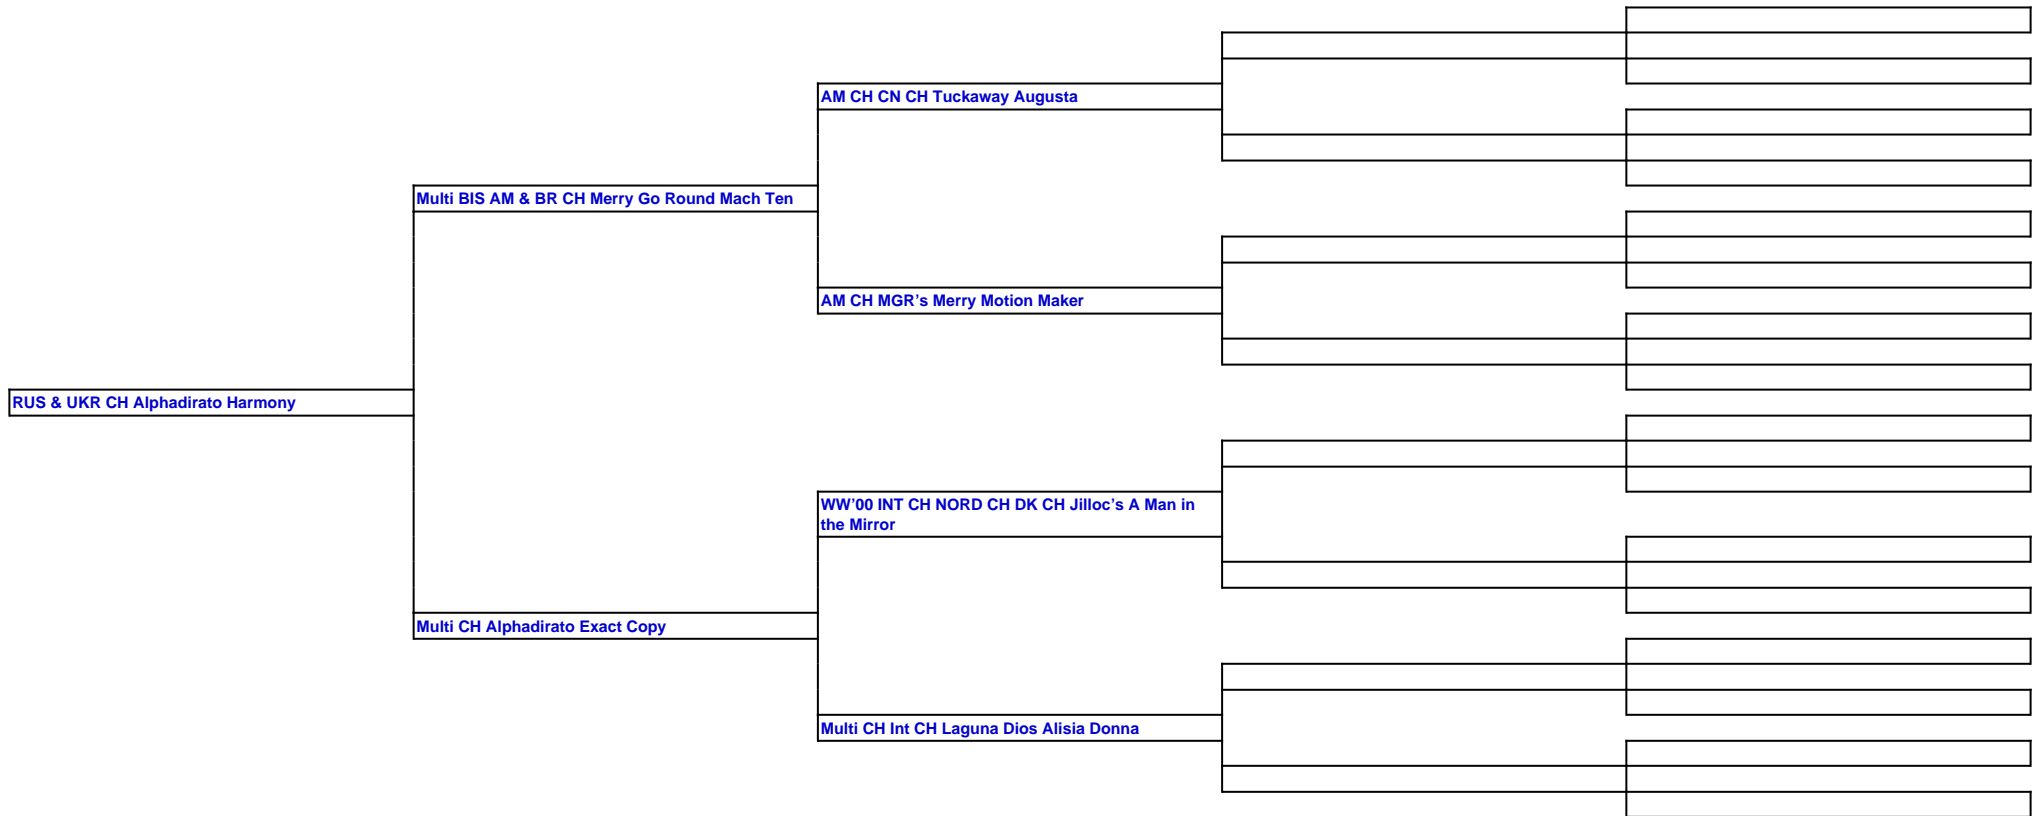 AM CH CN CH Tuckaway Augusta
Multi BIS AM & BR CH Merry Go Round Mach Ten
AM CH MGR’s Merry Motion Maker
RUS & UKR CH Alphadirato Harmony
WW’00 INT CH NORD CH DK CH Jilloc’s A Man in
the Mirror
Multi CH Alphadirato Exact Copy
Multi CH Int CH Laguna Dios Alisia Donna